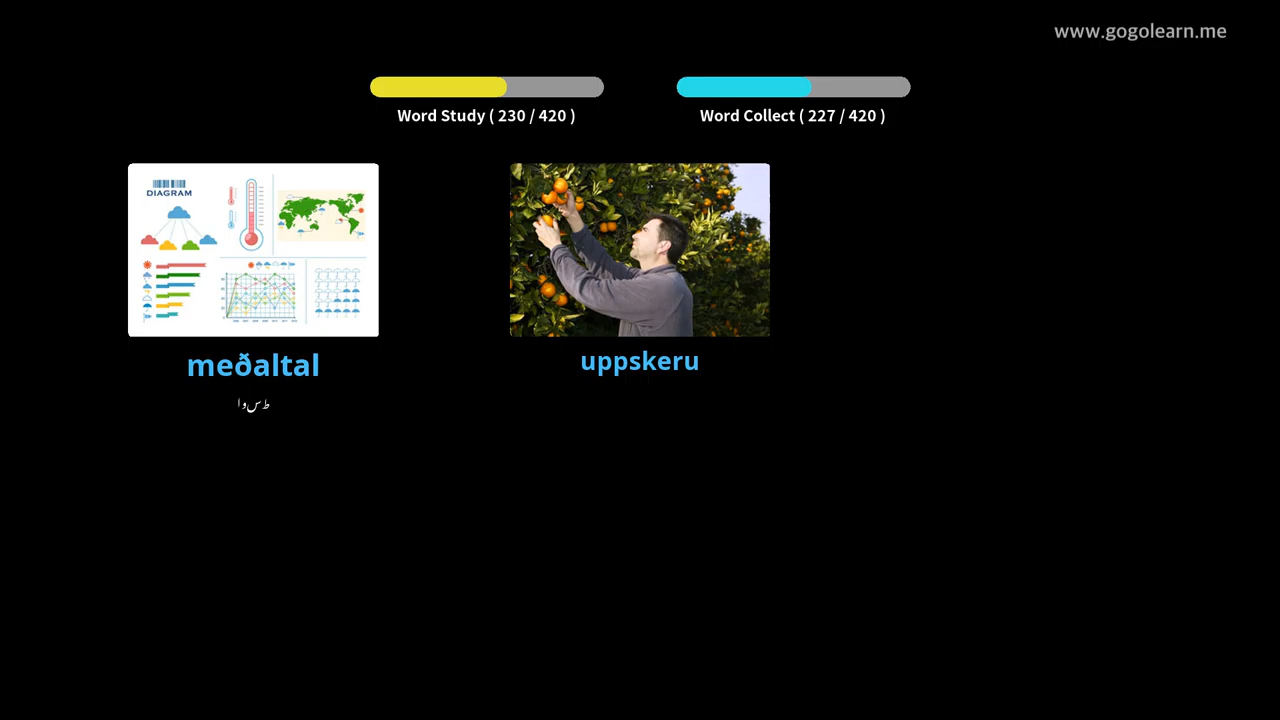 www.gogolearn.me
Word Study ( 230 / 420 )
Word Collect ( 227 / 420 )
DIAGRAM
meðaltal
اوسط
uppskeru